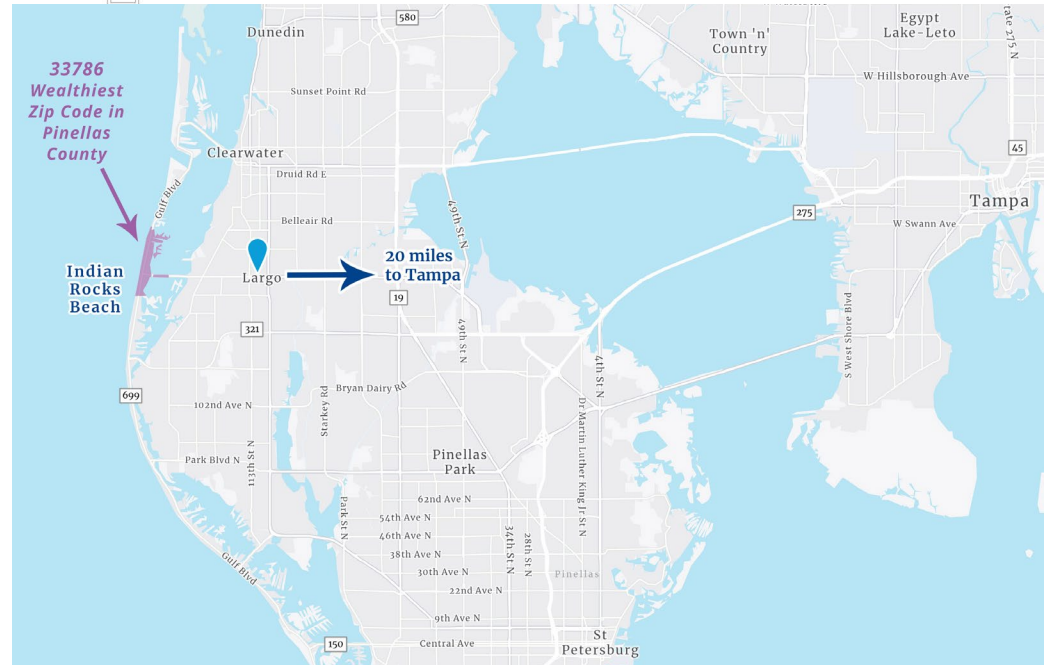 580
Dunedin
Town 'n'
Country
Egypt
Lake-Leto
275 N
W Hillsborough Ave
33786
Wealthiest
Zip Code in
Pinellas
County
Sunset Point Rd
Clearwater
Druid Rd E
45
Gulf Blvd
49th St N
Belleair Rd
275
W Swann Ave
Tampa
Indian
Rocks
Beach
Largo
20 miles
to Tampa
19
321
49th St N
4th St N
S West Shore Blvd
699
Bryan Dairy Rd
102nd Ave N
Starkey Rd
Dr Martin Luther King Jr St N
Park Blvd N
113th St N
Pinellas
Park
62nd Ave N
Park St N
54th Ave N
46th Ave N
34th St N
28th St N
38th Ave N
30th Ave N
Pinellas
Gulf Blvd
22nd Ave N
9th Ave N
150
Central Ave
St
Petersburg